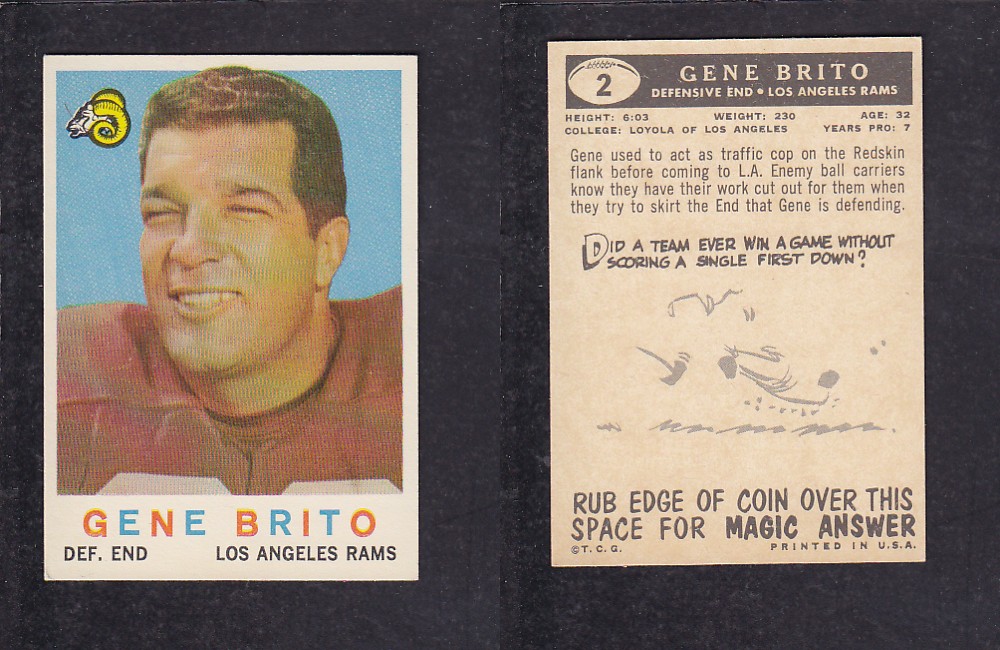 GENE BRITO
DEF. END LOS ANGELES RAMS
2
GENE BRITO
DEFENSIVE END • LOS ANGELES RAMS
HEIGHT: 6:03 WEIGHT: 230 AGE: 32
COLLEGE: LOYOLA OF LOS ANGELES YEARS PRO: 7
Gene used to act as traffic cop on the Redskin
flank before coming to L.A. Enemy ball carriers
know they have their work cut out for them when
they try to skirt the End that Gene is defending.
DID A TEAM EVER WIN A GAME WITHOUT
SCORING A SINGLE FIRST DOWN?
RUB EDGE OF COIN OVER THIS
SPACE FOR MAGIC ANSWER
©T.C.G. PRINTED IN U.S.A.